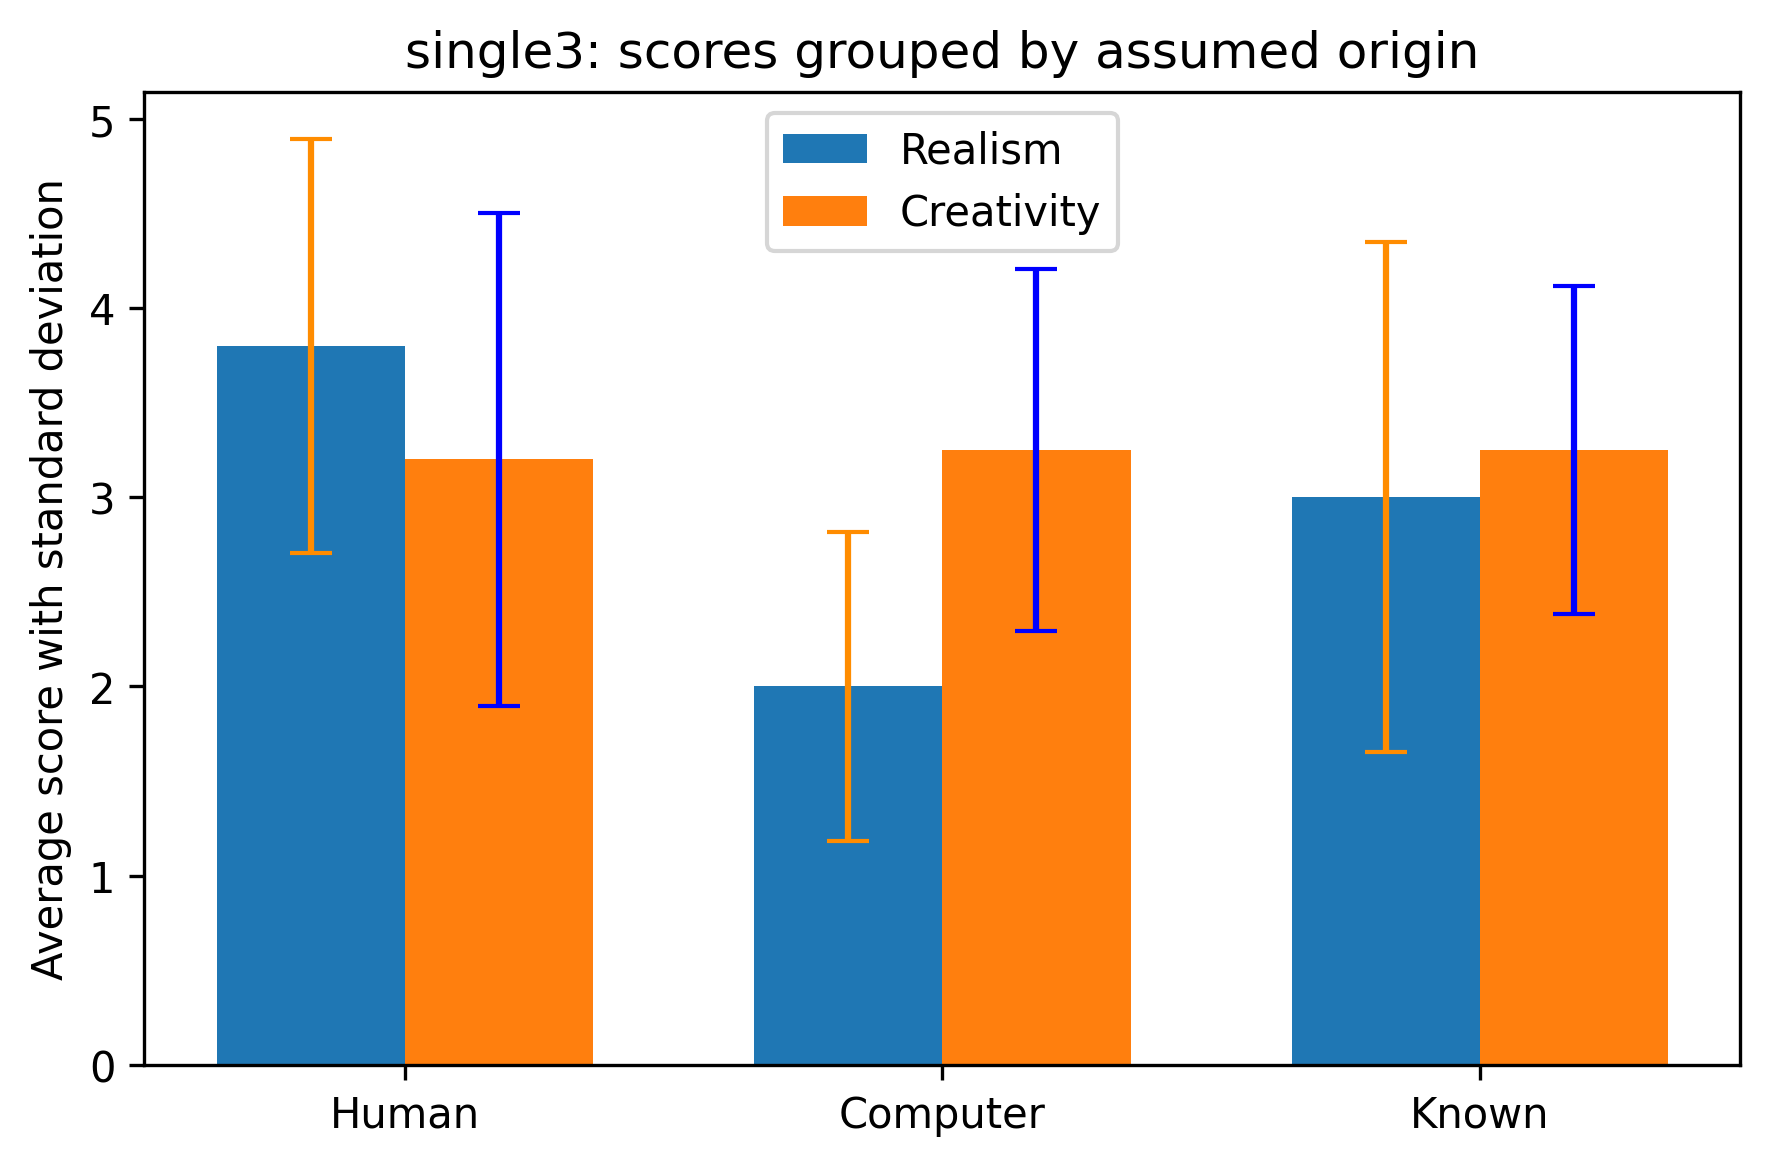 single3: scores grouped by assumed origin
Average score with standard deviation
5
4
3
2
1
0
Realism
Creativity
Human
Computer
Known